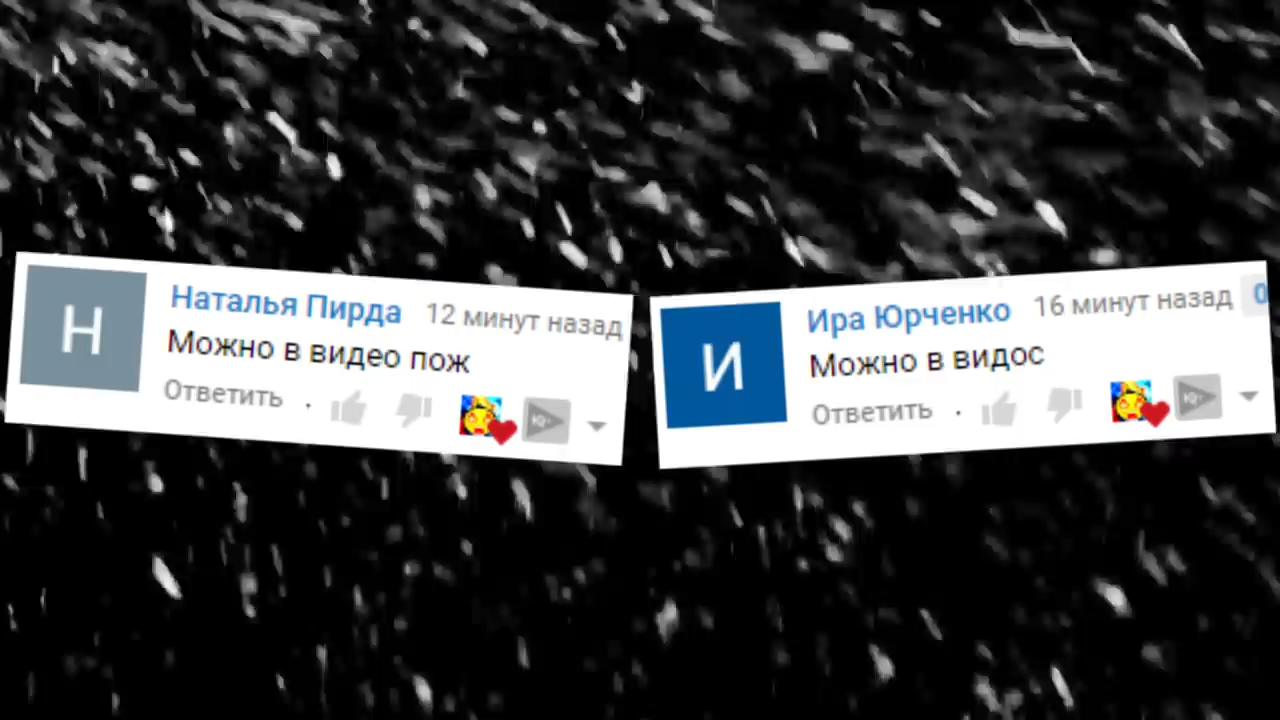 Н
Наталья Пирда 12 минут назад
Можно в видео пож
Ответить
И
Ира Юрченко 16 минут назад
Можно в видос
Ответить